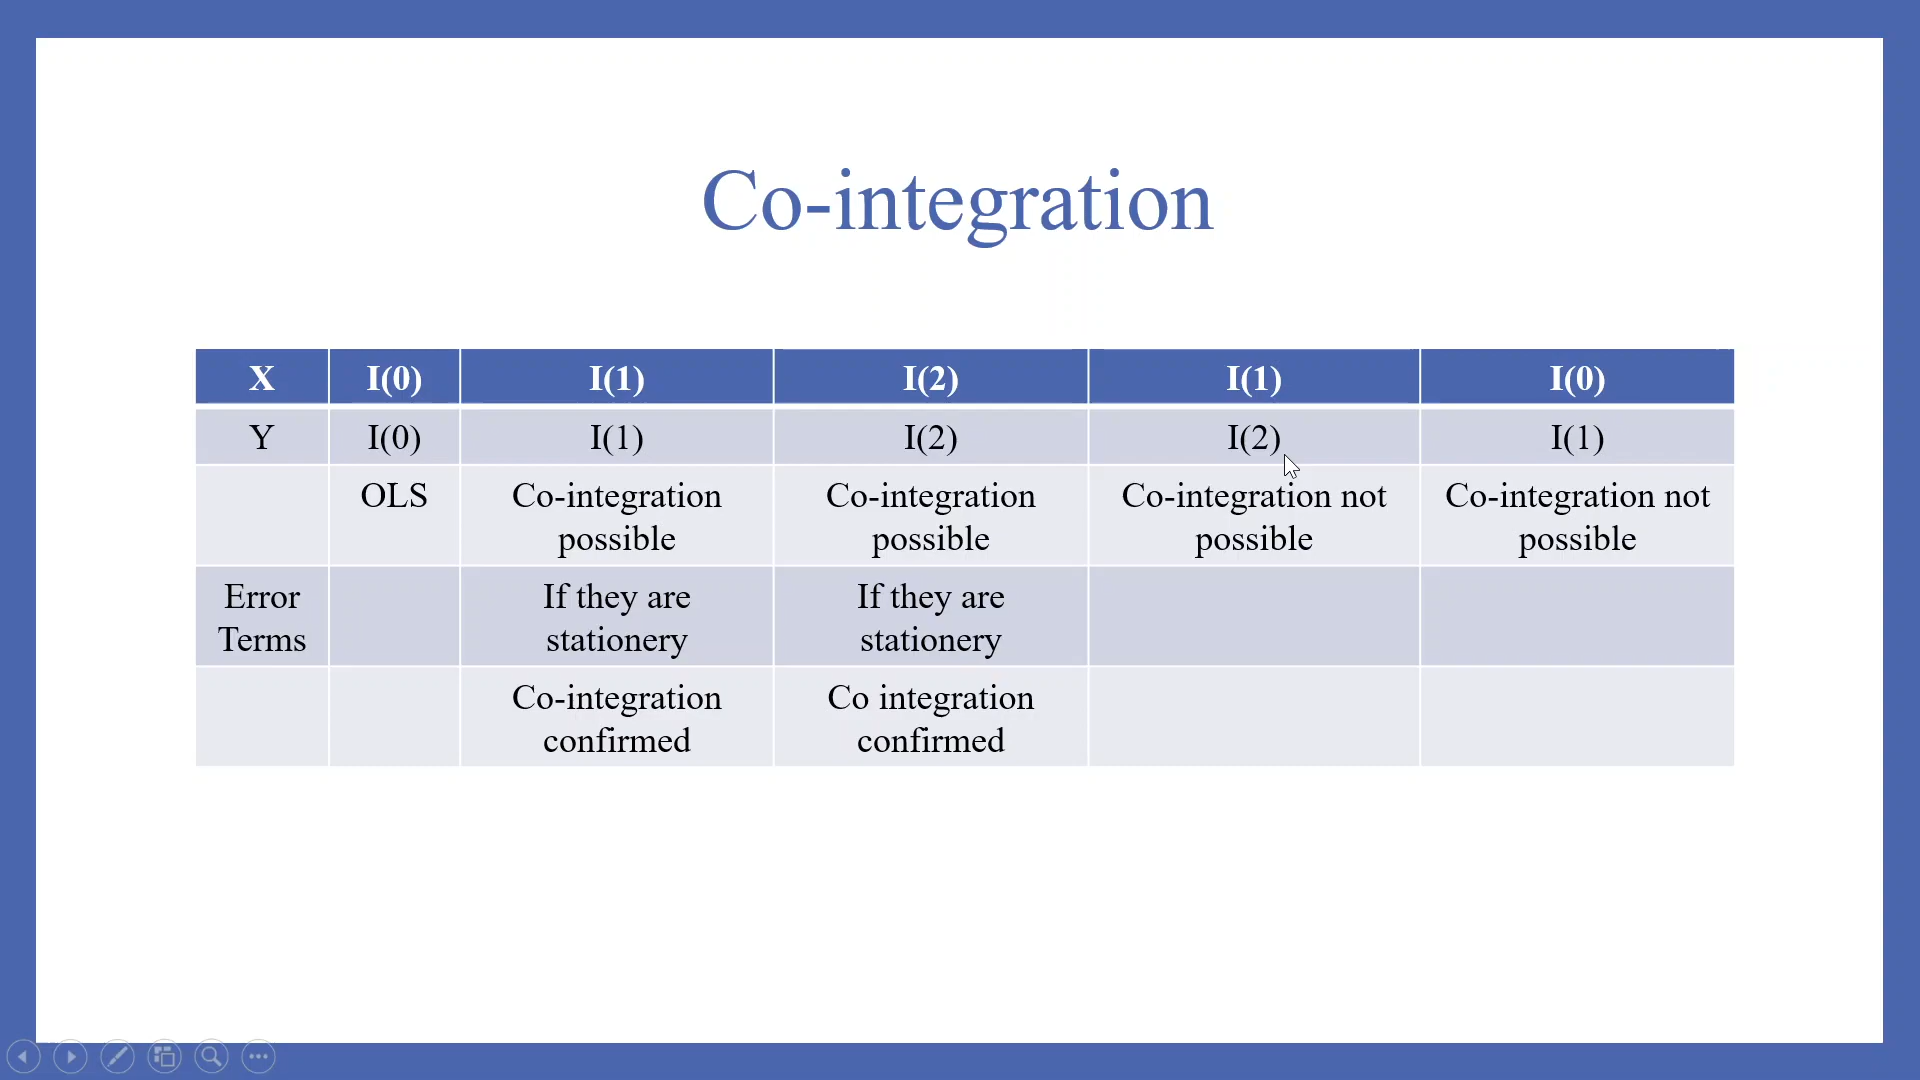 Co-integration
X I(0) I(1) I(2) I(1) I(0)
Y I(0) I(1) I(2) I(2) I(1)
OLS Co-integration Co-integration Co-integration not Co-integration not
possible possible possible possible
Error If they are If they are
Terms stationery stationery
Co-integration Co integration
confirmed confirmed